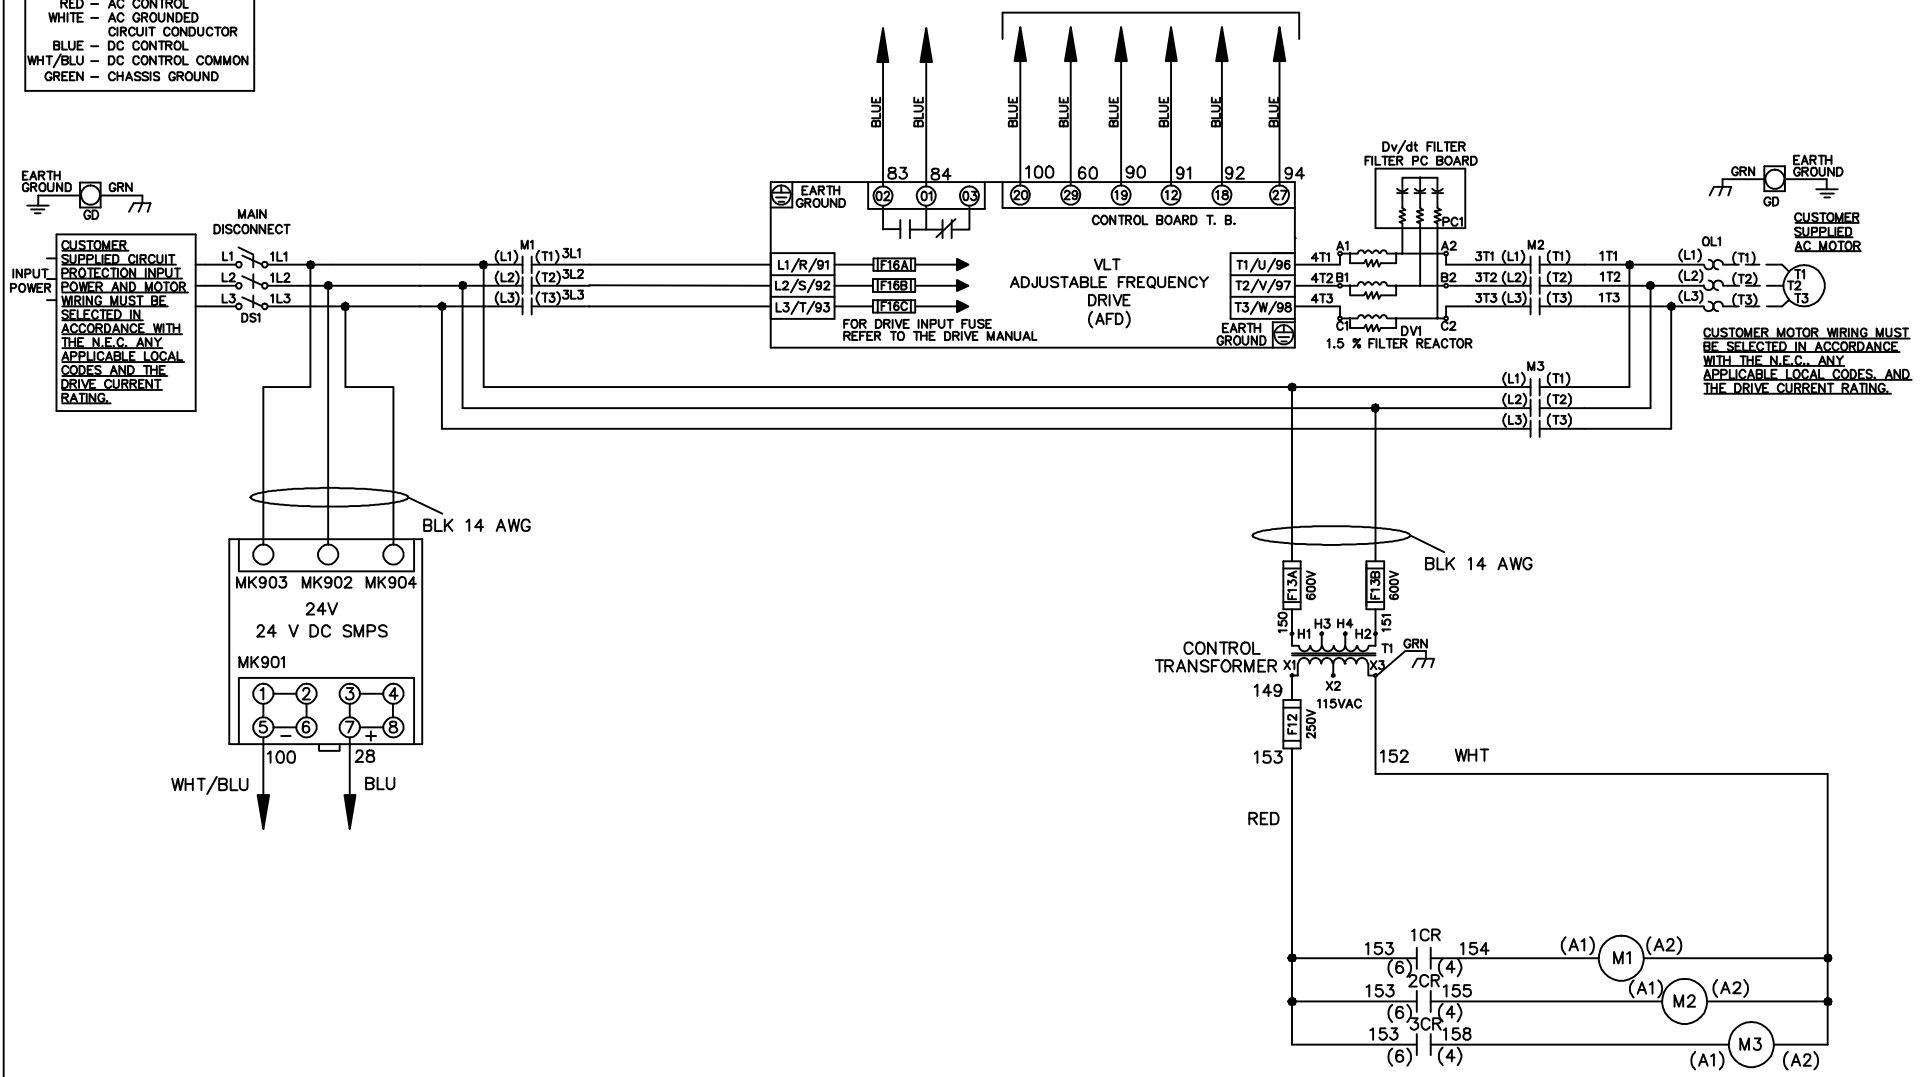 RED – AC CONTROL
WHITE – AC GROUNDED
CIRCUIT CONDUCTOR
BLUE – DC CONTROL
WHT/BLU – DC CONTROL COMMON
GREEN – CHASSIS GROUND
EARTH
GROUND
GRN
GD
MAIN
DISCONNECT
INPUT
POWER
CUSTOMER
SUPPLIED CIRCUIT
PROTECTION INPUT
POWER AND MOTOR
WIRING MUST BE
SELECTED IN
ACCORDANCE WITH
THE N.E.C. ANY
APPLICABLE LOCAL
CODES AND THE
DRIVE CURRENT
RATING.
L1 1L1
L2 1L2
L3 1L3
DS1
M1
(L1) (T1) 3L1
(L2) (T2) 3L2
(L3) (T3) 3L3
BLUE BLUE BLUE BLUE BLUE BLUE BLUE BLUE
83 84 100 60 90 91 92 94
EARTH
GROUND
02 01 03 20 29 19 12 18 27
CONTROL BOARD T. B.
L1/R/91 F16A
L2/S/92 F16B
L3/T/93 F16C
FOR DRIVE INPUT FUSE
REFER TO THE DRIVE MANUAL
VLT
ADJUSTABLE FREQUENCY
DRIVE
(AFD)
T1/U/96
T2/V/97
T3/W/98
EARTH
GROUND
Dv/dt FILTER
FILTER PC BOARD
PC1
4T1 A1 A2
4T2 B1 B2
4T3 C1 C2
DV1
1.5 % FILTER REACTOR
M2
3T1 (L1) (T1) 1T1
3T2 (L2) (T2) 1T2
3T3 (L3) (T3) 1T3
M3
(L1) (T1)
(L2) (T2)
(L3) (T3)
GRN
EARTH
GROUND
GD
CUSTOMER
SUPPLIED
AC MOTOR
OL1
(L1) (T1)
(L2) (T2)
(L3) (T3)
T1
T2
T3
CUSTOMER MOTOR WIRING MUST
BE SELECTED IN ACCORDANCE
WITH THE N.E.C., ANY
APPLICABLE LOCAL CODES, AND
THE DRIVE CURRENT RATING.
BLK 14 AWG
MK903 MK902 MK904
24V
24 V DC SMPS
MK901
1 2 3 4
5 – 6 7 + 8
100 28
WHT/BLU BLU
BLK 14 AWG
F13A 600V F13B 600V
150 151
H1 H3 H4 H2
CONTROL
TRANSFORMER
T1
GRN
X1 X2 X3
149
115VAC
F12 250V
153 152 WHT
RED
1CR
153 154 (A1) M1 (A2)
(6) (4)
2CR
153 155 (A1) M2 (A2)
(6) (4)
3CR
153 158 M3
(6) (4) (A1) (A2)